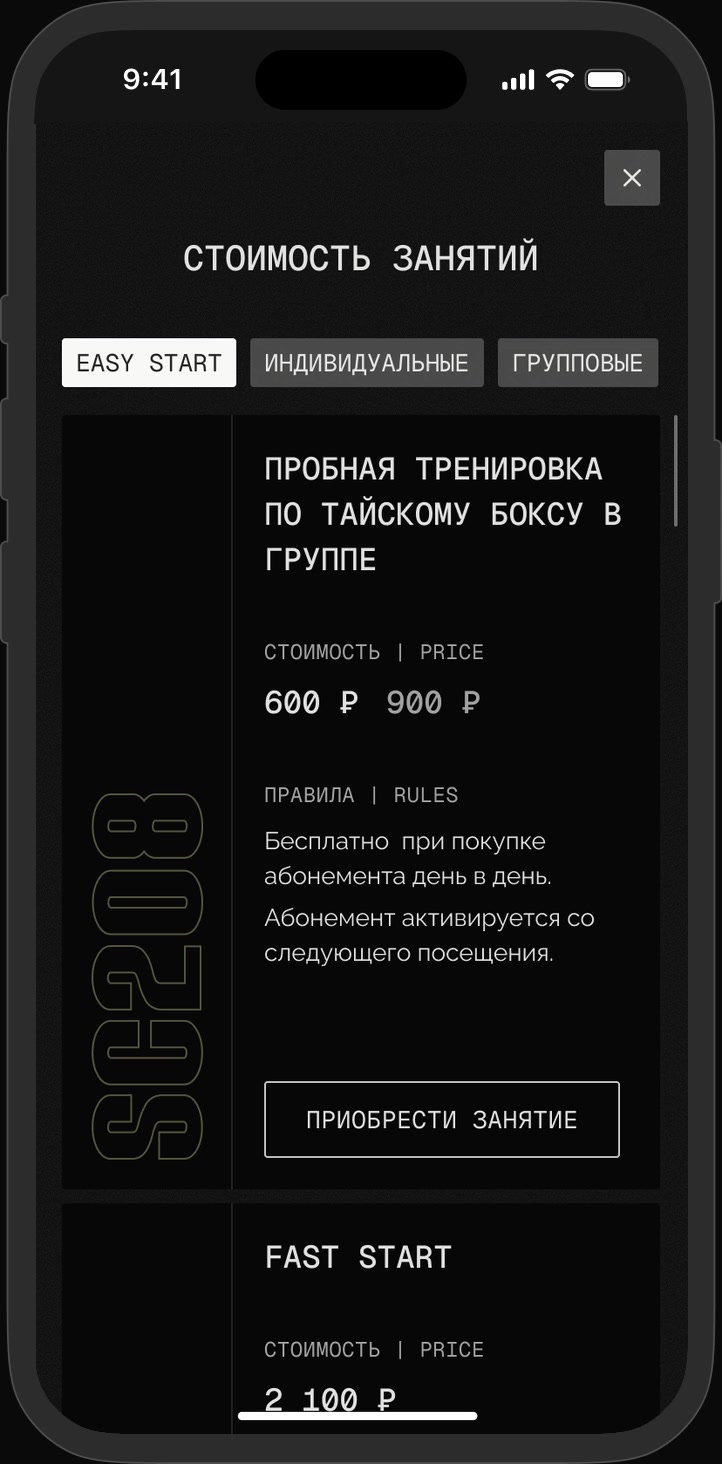 9:41
СТОИМОСТЬ ЗАНЯТИЙ
EASY START
ИНДИВИДУАЛЬНЫЕ
ГРУППОВЫЕ
SC208
ПРОБНАЯ ТРЕНИРОВКА
ПО ТАЙСКОМУ БОКСУ В
ГРУППЕ
СТОИМОСТЬ | PRICE
600 ₽ 900 ₽
ПРАВИЛА | RULES
Бесплатно при покупке
абонемента день в день.
Абонемент активируется со
следующего посещения.
ПРИОБРЕСТИ ЗАНЯТИЕ
FAST START
СТОИМОСТЬ | PRICE
2 100 ₽